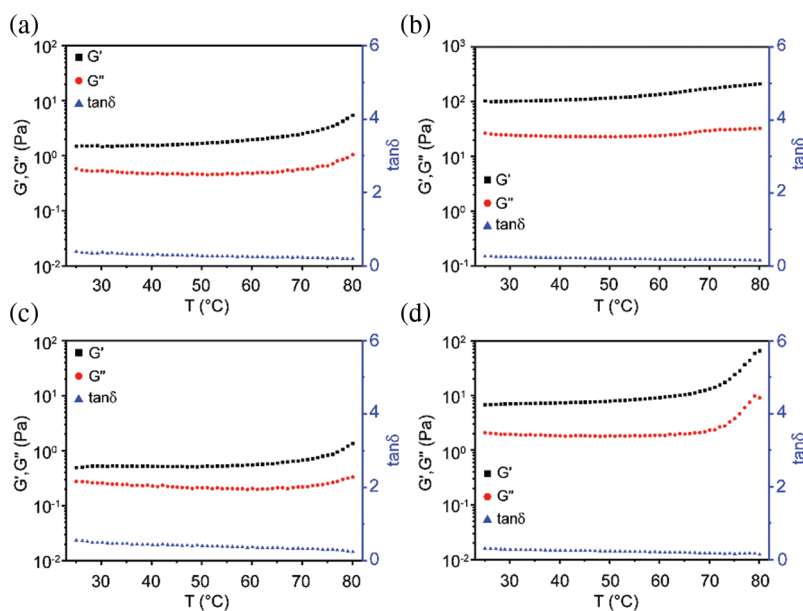 (a)
G',G'' (Pa)
10²
10¹
10⁰
10⁻¹
10⁻²
G'
G''
tanδ
30 40 50 60 70 80
T (°C)
6
4
2
0
tanδ
(b)
G',G'' (Pa)
10³
10²
10¹
10⁰
10⁻¹
G'
G''
tanδ
30 40 50 60 70 80
T (°C)
6
4
2
0
tanδ
(c)
G',G'' (Pa)
10²
10¹
10⁰
10⁻¹
10⁻²
G'
G''
tanδ
30 40 50 60 70 80
T (°C)
6
4
2
0
tanδ
(d)
G',G'' (Pa)
10²
10¹
10⁰
10⁻¹
10⁻²
G'
G''
tanδ
30 40 50 60 70 80
T (°C)
6
4
2
0
tanδ